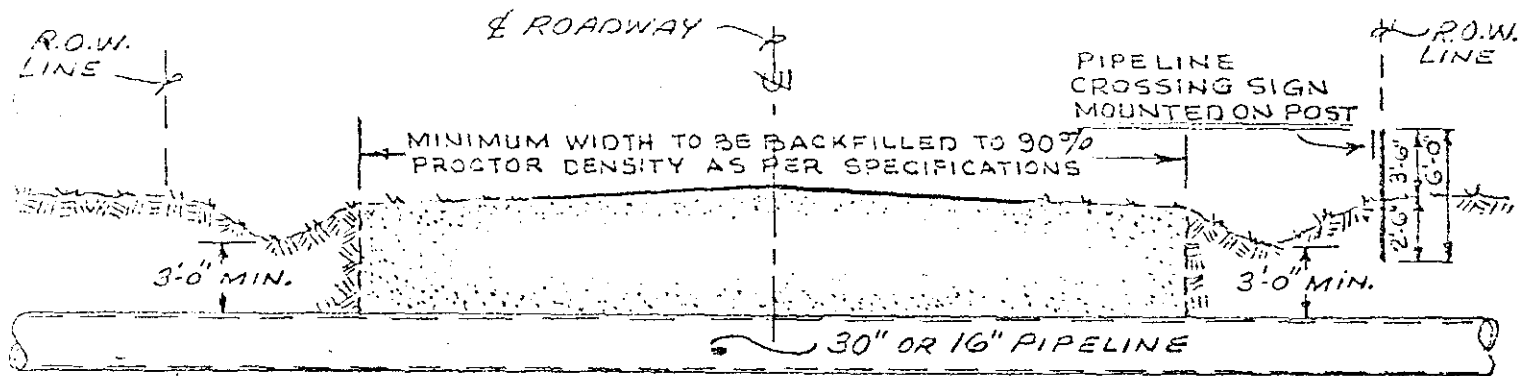 R.O.W.
LINE
℄ ROADWAY
R.O.W.
LINE
PIPELINE
CROSSING SIGN
MOUNTED ON POST
MINIMUM WIDTH TO BE BACKFILLED TO 90%
PROCTOR DENSITY AS PER SPECIFICATIONS
3'-6"
6'-0"
2'-6"
3'-0" MIN.
3'-0" MIN.
30" OR 16" PIPELINE